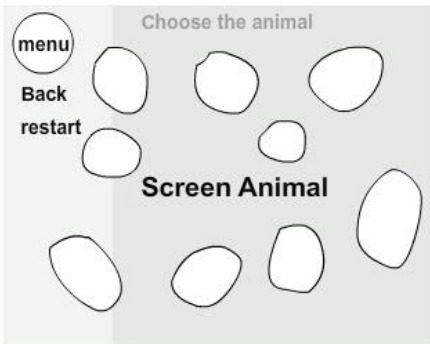 Choose the animal
menu
Back
restart
Screen Animal